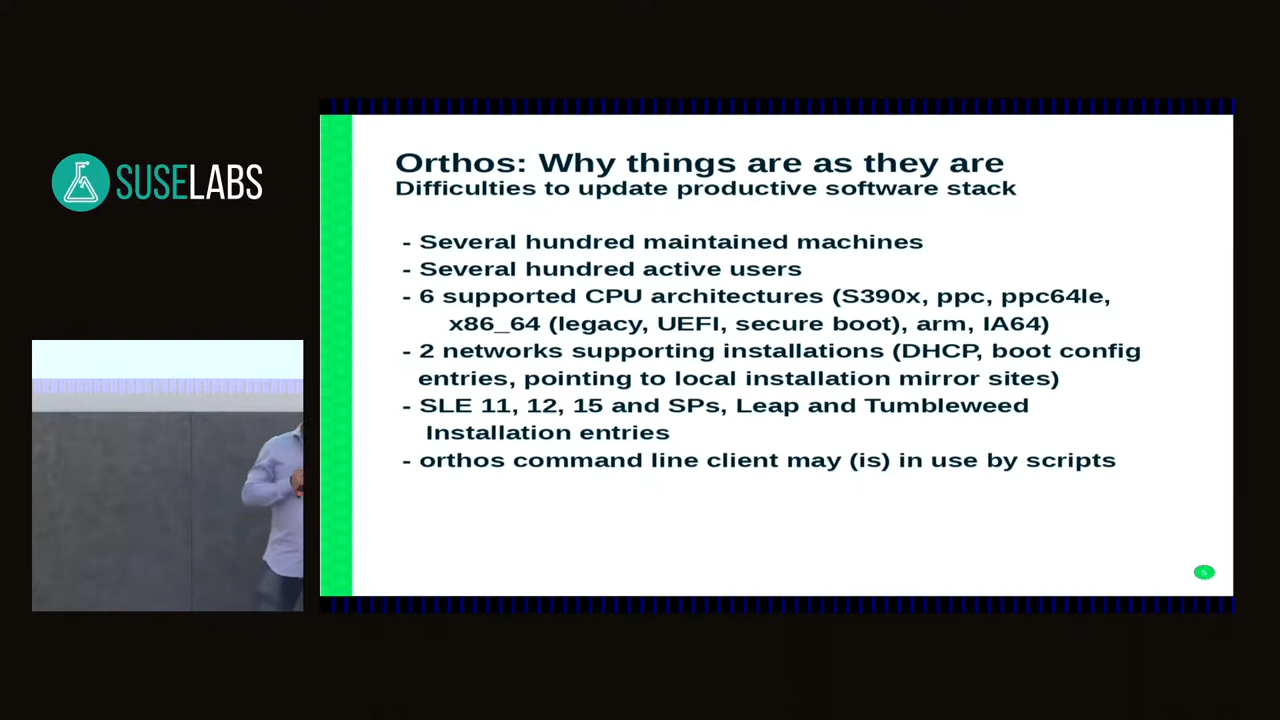 SUSELABS
Orthos: Why things are as they are
Difficulties to update productive software stack
- Several hundred maintained machines
- Several hundred active users
- 6 supported CPU architectures (S390x, ppc, ppc64le,
x86_64 (legacy, UEFI, secure boot), arm, IA64)
- 2 networks supporting installations (DHCP, boot config
entries, pointing to local installation mirror sites)
- SLE 11, 12, 15 and SPs, Leap and Tumbleweed
Installation entries
- orthos command line client may (is) in use by scripts
5